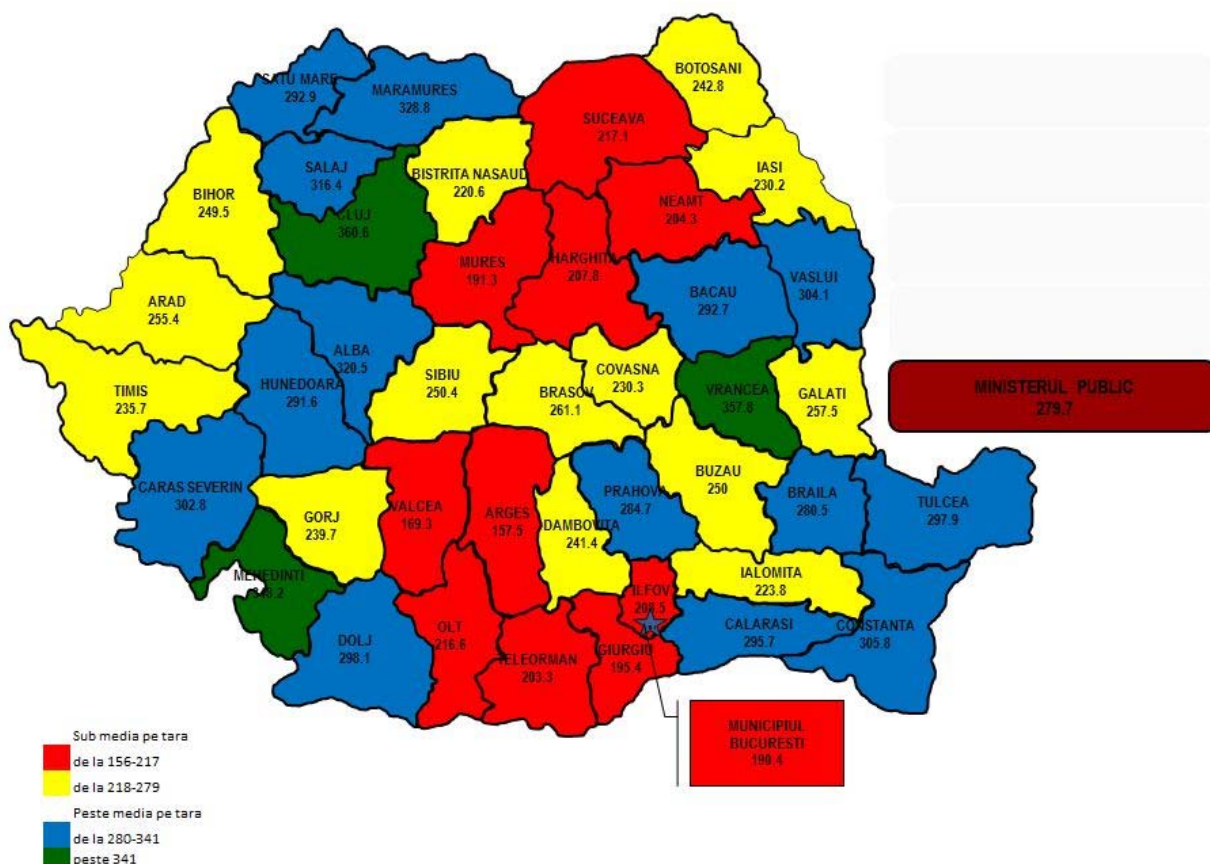 BOTOSANI
242.8
SATU MARE
292.9
MARAMURES
328.8
SUCEAVA
217.1
SALAJ
316.4
BISTRITA NASAUD
220.6
IASI
230.2
BIHOR
249.5
CLUJ
360.6
NEAMT
204.3
MURES
191.3
HARGHITA
207.8
BACAU
292.7
VASLUI
304.1
ARAD
255.4
ALBA
320.5
HUNEDOARA
291.6
SIBIU
250.4
BRASOV
261.1
COVASNA
230.3
VRANCEA
357.8
GALATI
257.5
MINISTERUL PUBLIC
279.7
TIMIS
235.7
CARAS SEVERIN
302.8
GORJ
239.7
VALCEA
169.3
ARGES
157.5
DAMBOVITA
241.4
PRAHOVA
284.7
BUZAU
250
BRAILA
280.5
TULCEA
297.9
MEHEDINTI
IALOMITA
223.8
ILFOV
DOLJ
298.1
OLT
216.6
TELEORMAN
203.3
GIURGIU
195.4
CALARASI
295.7
CONSTANTA
305.8
MUNICIPIUL
BUCURESTI
190.4
Sub media pe tara
de la 156-217
de la 218-279
Peste media pe tara
de la 280-341
peste 341